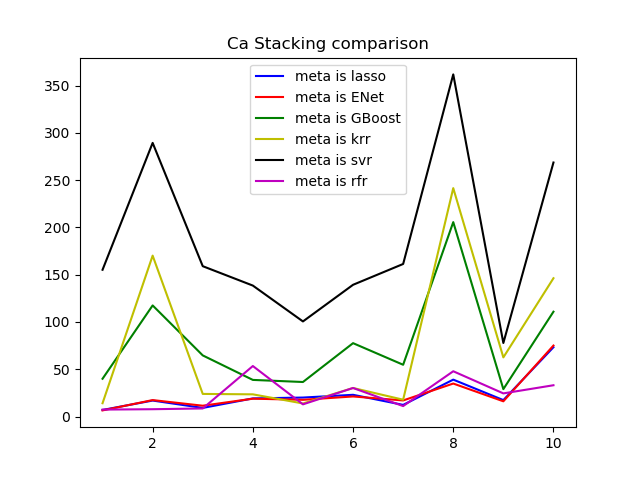 Ca Stacking comparison
350
300
250
200
150
100
50
0
meta is lasso
meta is ENet
meta is GBoost
meta is krr
meta is svr
meta is rfr
2 4 6 8 10